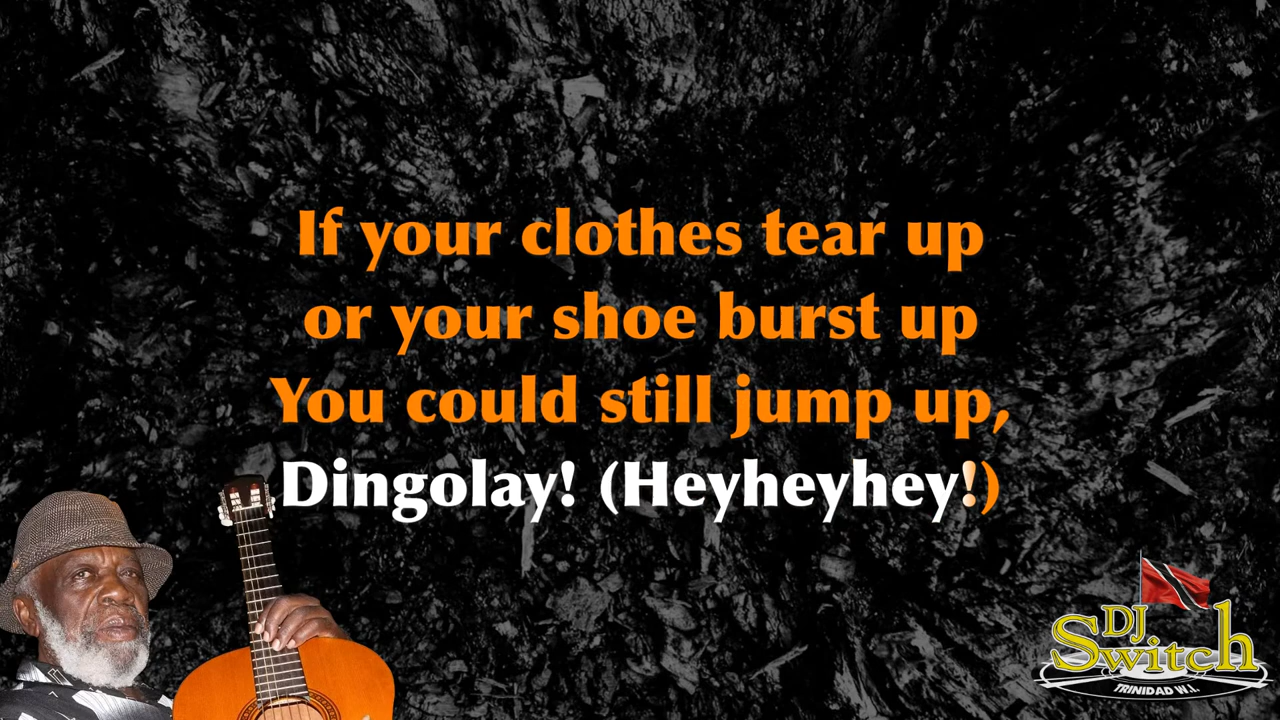 If your clothes tear up
or your shoe burst up
You could still jump up,
Dingolay! (Heyheyhey!)
DJ
Switch
TRINIDAD W.I.